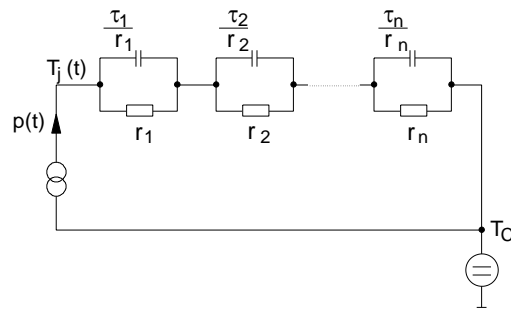 τ1 τ2 τn
r1 r2 rn
Tj (t)
p(t) r1 r2 rn
TC